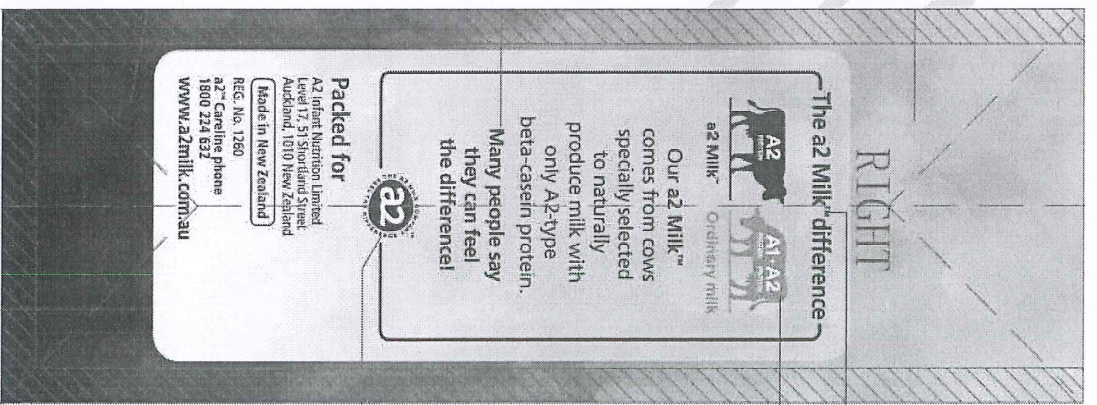 RIGHT
The a2 Milk™ difference
A2
A1 A2
a2 Milk™
Ordinary milk
Our a2 Milk™
comes from cows
specially selected
to naturally
produce milk with
only A2-type
beta-casein protein.
Many people say
they can feel
the difference!
a2
Packed for
A2 Infant Nutrition Limited
Level 17, 51 Shortland Street
Auckland, 1010 New Zealand
Made in New Zealand
REG. No. 1260
a2™ Careline phone
1800 224 632
www.a2milk.com.au